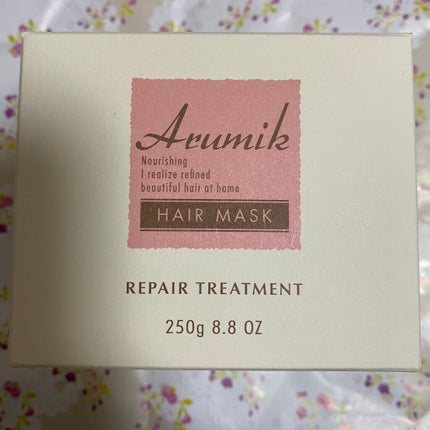 Arumik
Nourishing
I realize refined
beautiful hair at home
HAIR MASK
REPAIR TREATMENT
250g 8.8 OZ